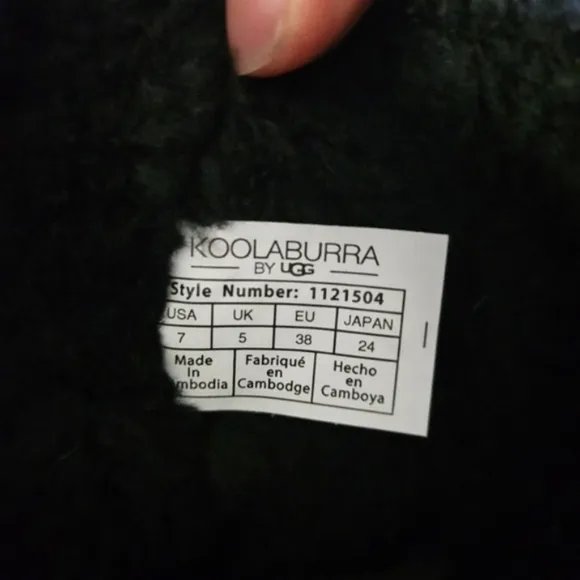 KOOLABURRA
BY UGG
Style Number: 1121504
USA UK EU JAPAN
7 5 38 24
Made Fabriqué Hecho
In en en
mbodia Cambodge Camboya